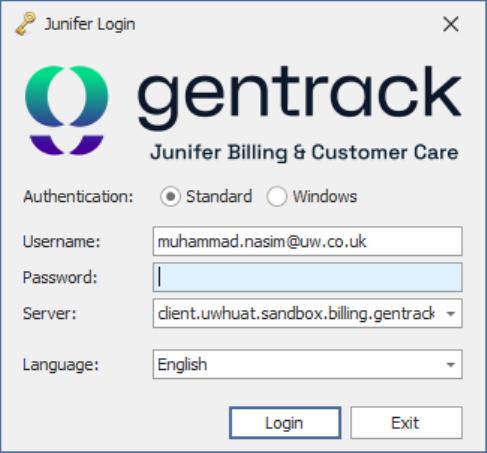 Junifer Login
gentrack
Junifer Billing & Customer Care
Authentication: Standard Windows
Username: muhammad.nasim@uw.co.uk
Password:
Server: client.uwhuat.sandbox.billing.gentrack
Language: English
Login Exit